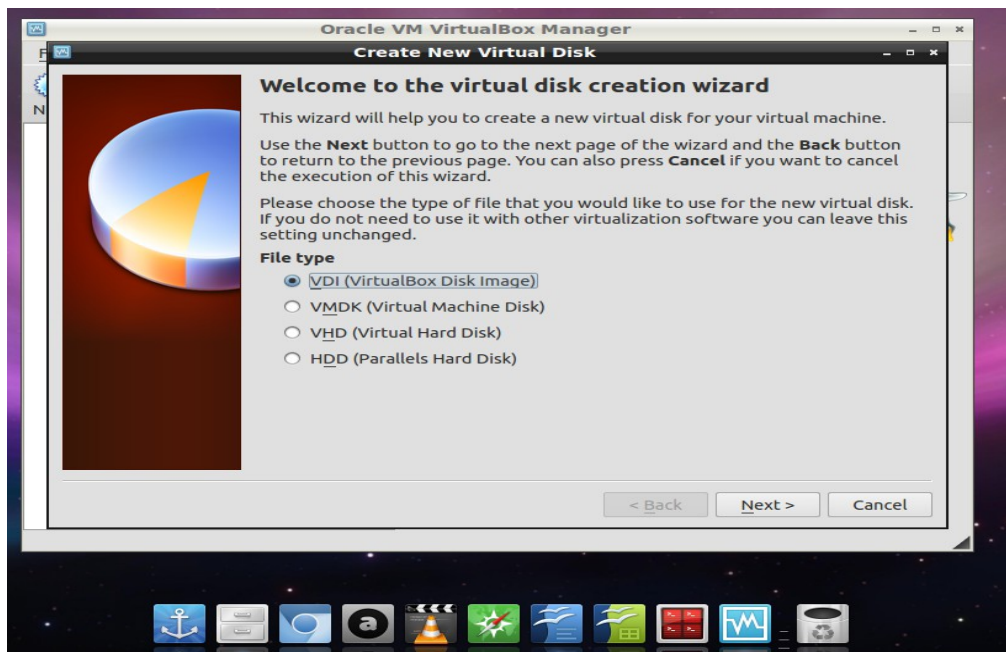 Oracle VM VirtualBox Manager
Create New Virtual Disk
Welcome to the virtual disk creation wizard
This wizard will help you to create a new virtual disk for your virtual machine.
Use the Next button to go to the next page of the wizard and the Back button
to return to the previous page. You can also press Cancel if you want to cancel
the execution of this wizard.
Please choose the type of file that you would like to use for the new virtual disk.
If you do not need to use it with other virtualization software you can leave this
setting unchanged.
File type
VDI (VirtualBox Disk Image)
VMDK (Virtual Machine Disk)
VHD (Virtual Hard Disk)
HDD (Parallels Hard Disk)
< Back Next > Cancel
a